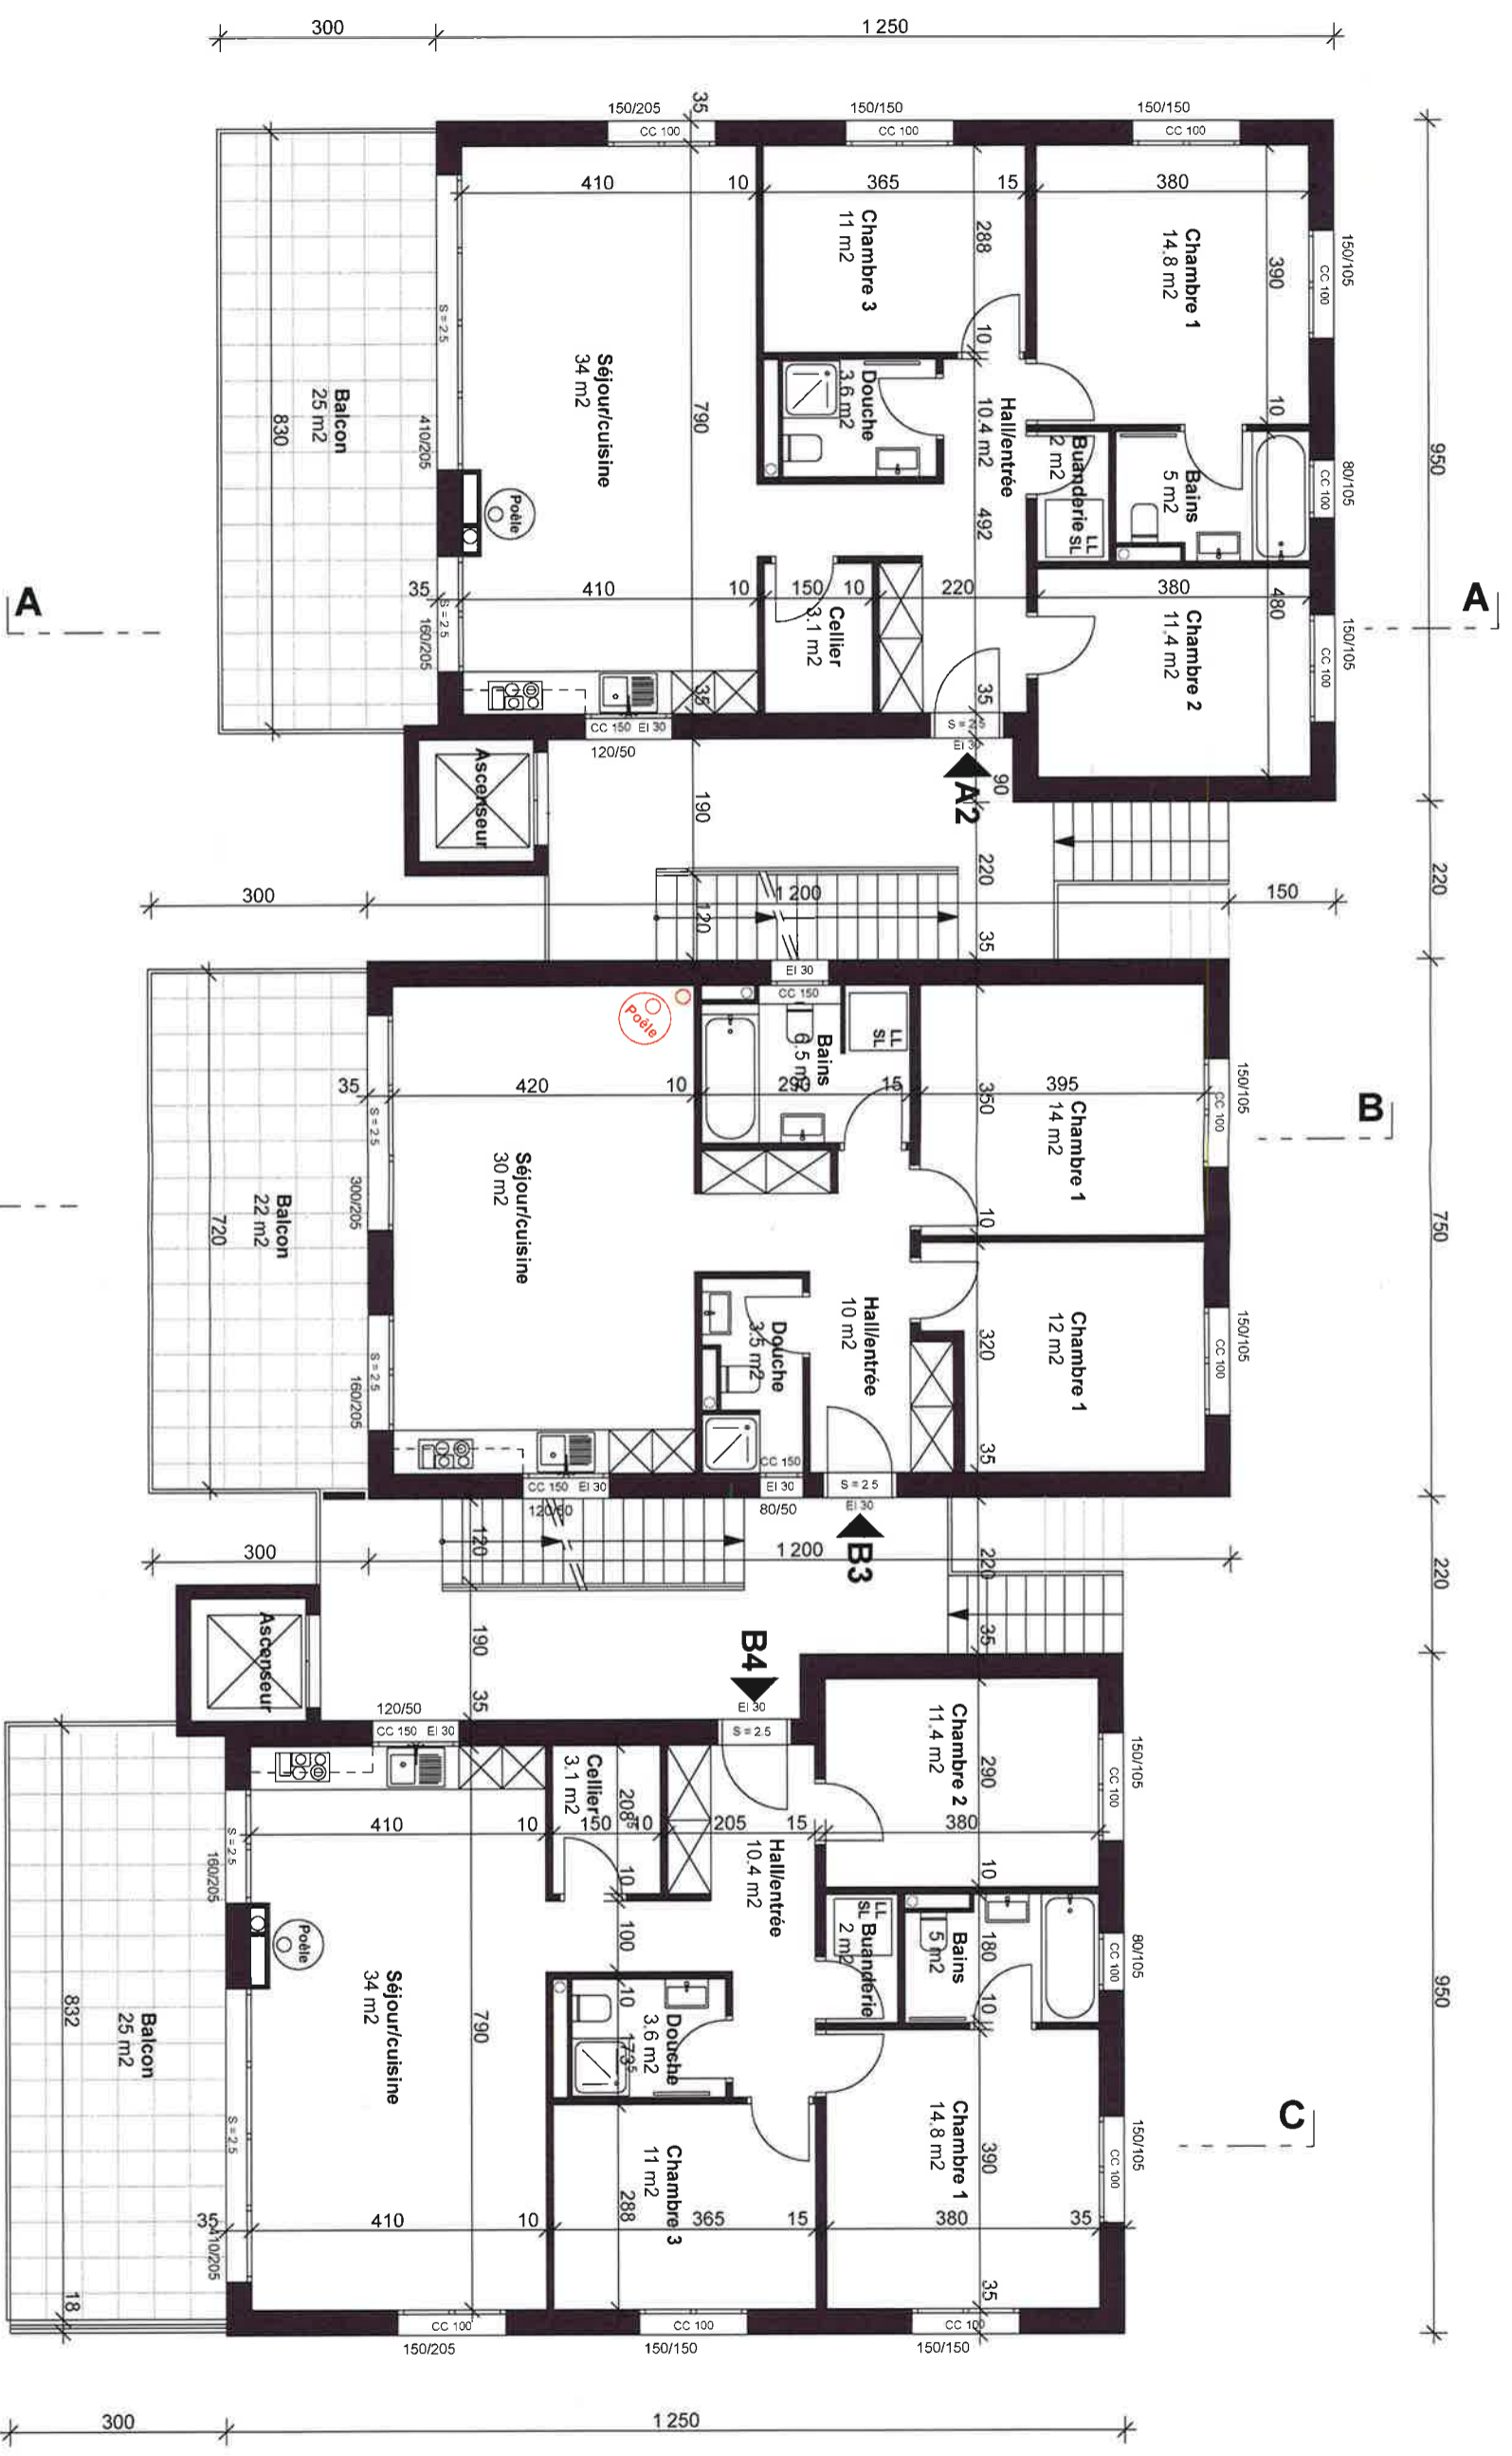 300
1 250
150/205
35
150/150
150/150
CC 100
CC 100
CC 100
410
10
365
15
380
150/105
CC 100
288
390
Chambre 3
11 m2
Chambre 1
14.8 m2
950
S = 2.5
Séjour/cuisine
34 m2
790
10
10
Balcon
25 m2
830
410/205
Douche
3.6 m2
Hall/entrée
10.4 m2
Buanderie
2 m2
LL
SL
Bains
5 m2
80/105
CC 100
492
Poêle
A
35
410
10
150
10
220
380
480
A
S = 2.5
160/205
Cellier
3.1 m2
Chambre 2
11.4 m2
150/105
CC 100
35
35
CC 150
EI 30
120/50
S = 2.5
EI 30
90
A2
Ascenseur
190
220
220
300
1 200
150
120
35
EI 30
CC 150
Poêle
Bains
6.5 m2
LL
SL
35
420
10
290
15
350
395
150/105
CC 100
B
S = 2.5
Chambre 1
14 m2
Séjour/cuisine
30 m2
300/205
Balcon
22 m2
720
10
750
Douche
3.5 m2
Hall/entrée
10 m2
320
Chambre 1
12 m2
150/105
CC 100
S = 2.5
160/205
35
CC 150
CC 150
EI 30
120/50
EI 30
80/50
S = 2.5
EI 30
B3
120
300
1 200
220
220
Ascenseur
190
35
B4
35
120/50
CC 150
EI 30
EI 30
S = 2.5
Chambre 2
11.4 m2
290
150/105
CC 100
Cellier
3.1 m2
208⁵
410
10
150
10
205
15
380
S = 2.5
160/205
Hall/entrée
10.4 m2
10
10
Poêle
100
LL
SL
Buanderie
2 m2
Bains
5 m2
180
80/105
CC 100
Séjour/cuisine
34 m2
790
10
Douche
3.6 m2
173⁵
10
950
Balcon
25 m2
832
S = 2.5
Chambre 1
14.8 m2
390
150/105
CC 100
C
Chambre 3
11 m2
288
35
410/205
410
10
365
15
380
35
18
35
CC 100
CC 100
CC 100
150/205
150/150
150/150
300
1 250